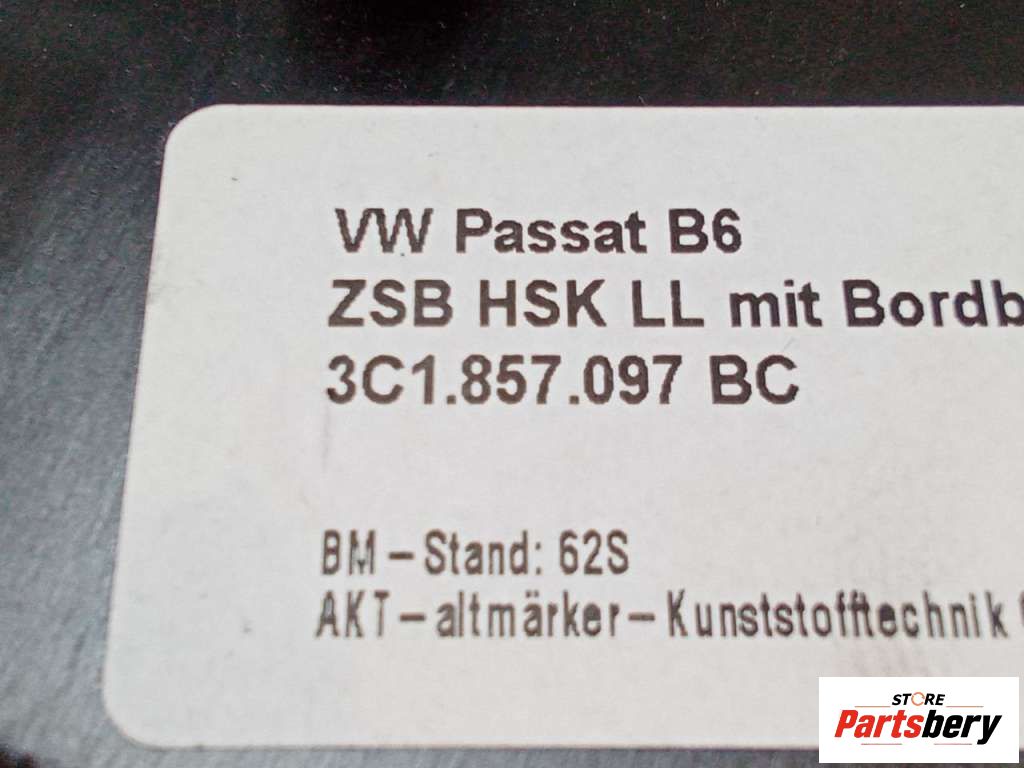 VW Passat B6
ZSB HSK LL mit Bordb
3C1.857.097 BC
BM-Stand: 62S
AKT-altmärker-Kunststofftechnik
STORE
Partsbery